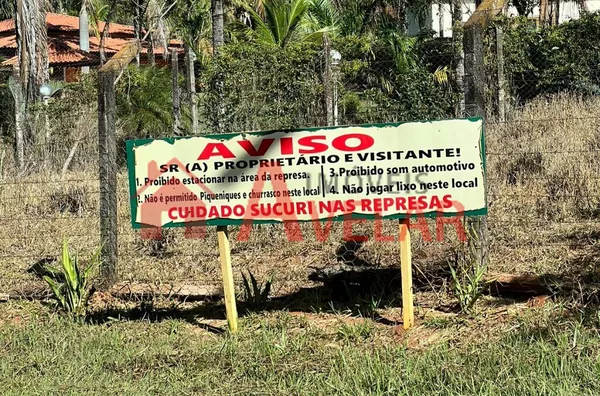 AVISO
SR (A) PROPRIETÁRIO E VISITANTE!
1. Proibido estacionar na área da represa
3.Proibido som automotivo
2. Não é permitido Piqueniques e churrasco neste local
4. Não jogar lixo neste local
CUIDADO SUCURI NAS REPRESAS
Avelar